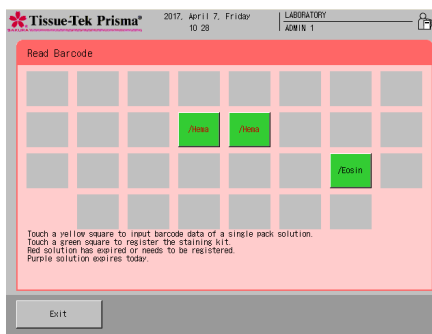 SAKURA Tissue-Tek Prisma®
2017, April 7, Friday
10 28
LABORATORY
ADMIN 1
Read Barcode
/Hema /Hema
/Eosin
Touch a yellow square to input barcode data of a single pack solution.
Touch a green square to register the staining kit.
Red solution has expired or needs to be registered.
Purple solution expires today.
Exit